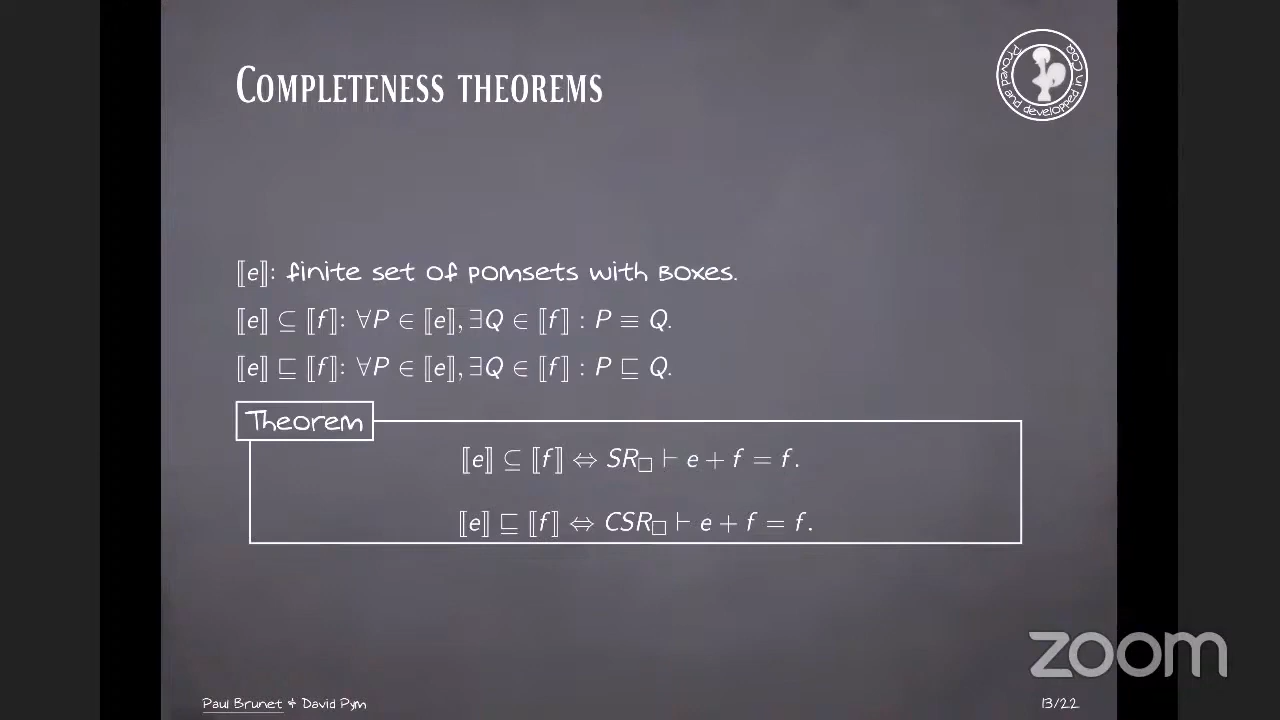 COMPLETENESS THEOREMS
Proved and developped in Coq
⟦e⟧: finite set of pomsets with boxes.
⟦e⟧ ⊆ ⟦f⟧: ∀P ∈ ⟦e⟧, ∃Q ∈ ⟦f⟧ : P ≡ Q.
⟦e⟧ ⊑ ⟦f⟧: ∀P ∈ ⟦e⟧, ∃Q ∈ ⟦f⟧ : P ⊑ Q.
Theorem
⟦e⟧ ⊆ ⟦f⟧ ⇔ SR□ ⊢ e + f = f.
⟦e⟧ ⊑ ⟦f⟧ ⇔ CSR□ ⊢ e + f = f.
zoom
Paul Brunet & David Pym
13/22